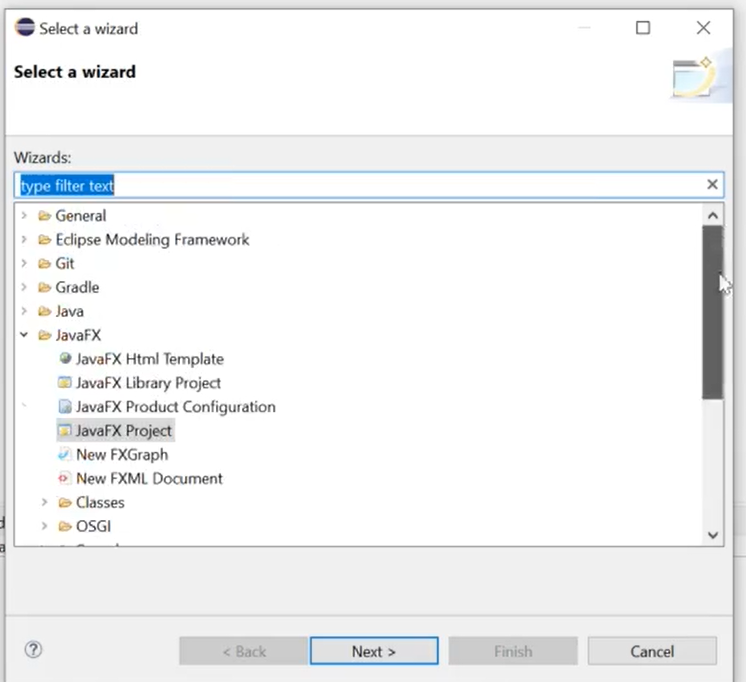 Select a wizard
Select a wizard
Wizards:
type filter text
General
Eclipse Modeling Framework
Git
Gradle
Java
JavaFX
JavaFX Html Template
JavaFX Library Project
JavaFX Product Configuration
JavaFX Project
New FXGraph
New FXML Document
Classes
OSGI
? < Back Next > Finish Cancel